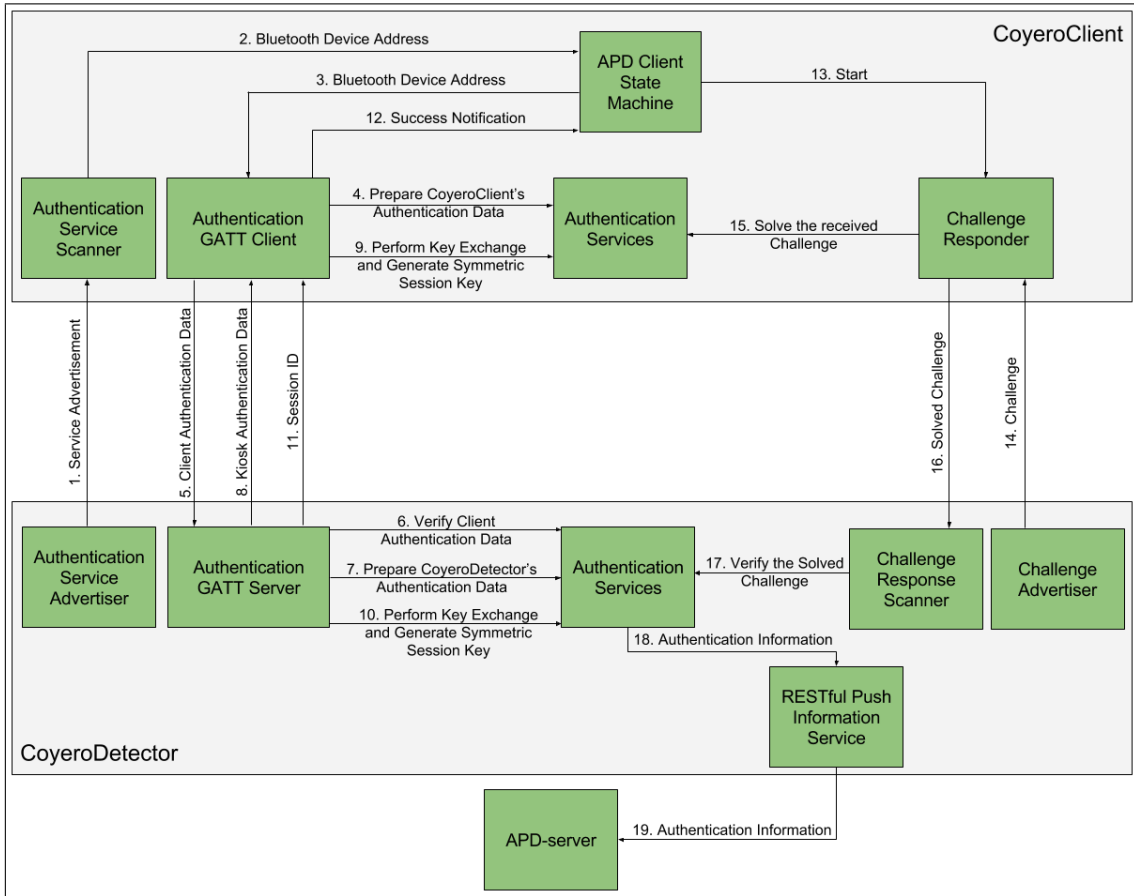 CoyeroClient
2. Bluetooth Device Address
APD Client
State
Machine
3. Bluetooth Device Address
13. Start
12. Success Notification
Authentication
Service
Scanner
Authentication
GATT Client
4. Prepare CoyeroClient's
Authentication Data
9. Perform Key Exchange
and Generate Symmetric
Session Key
Authentication
Services
15. Solve the received
Challenge
Challenge
Responder
1. Service Advertisement
5. Client Authentication Data
8. Kiosk Authentication Data
11. Session ID
16. Solved Challenge
14. Challenge
Authentication
Service
Advertiser
Authentication
GATT Server
6. Verify Client
Authentication Data
7. Prepare CoyeroDetector's
Authentication Data
10. Perform Key Exchange
and Generate Symmetric
Session Key
Authentication
Services
17. Verify the Solved
Challenge
Challenge
Response
Scanner
Challenge
Advertiser
18. Authentication Information
RESTful Push
Information
Service
CoyeroDetector
APD-server
19. Authentication Information